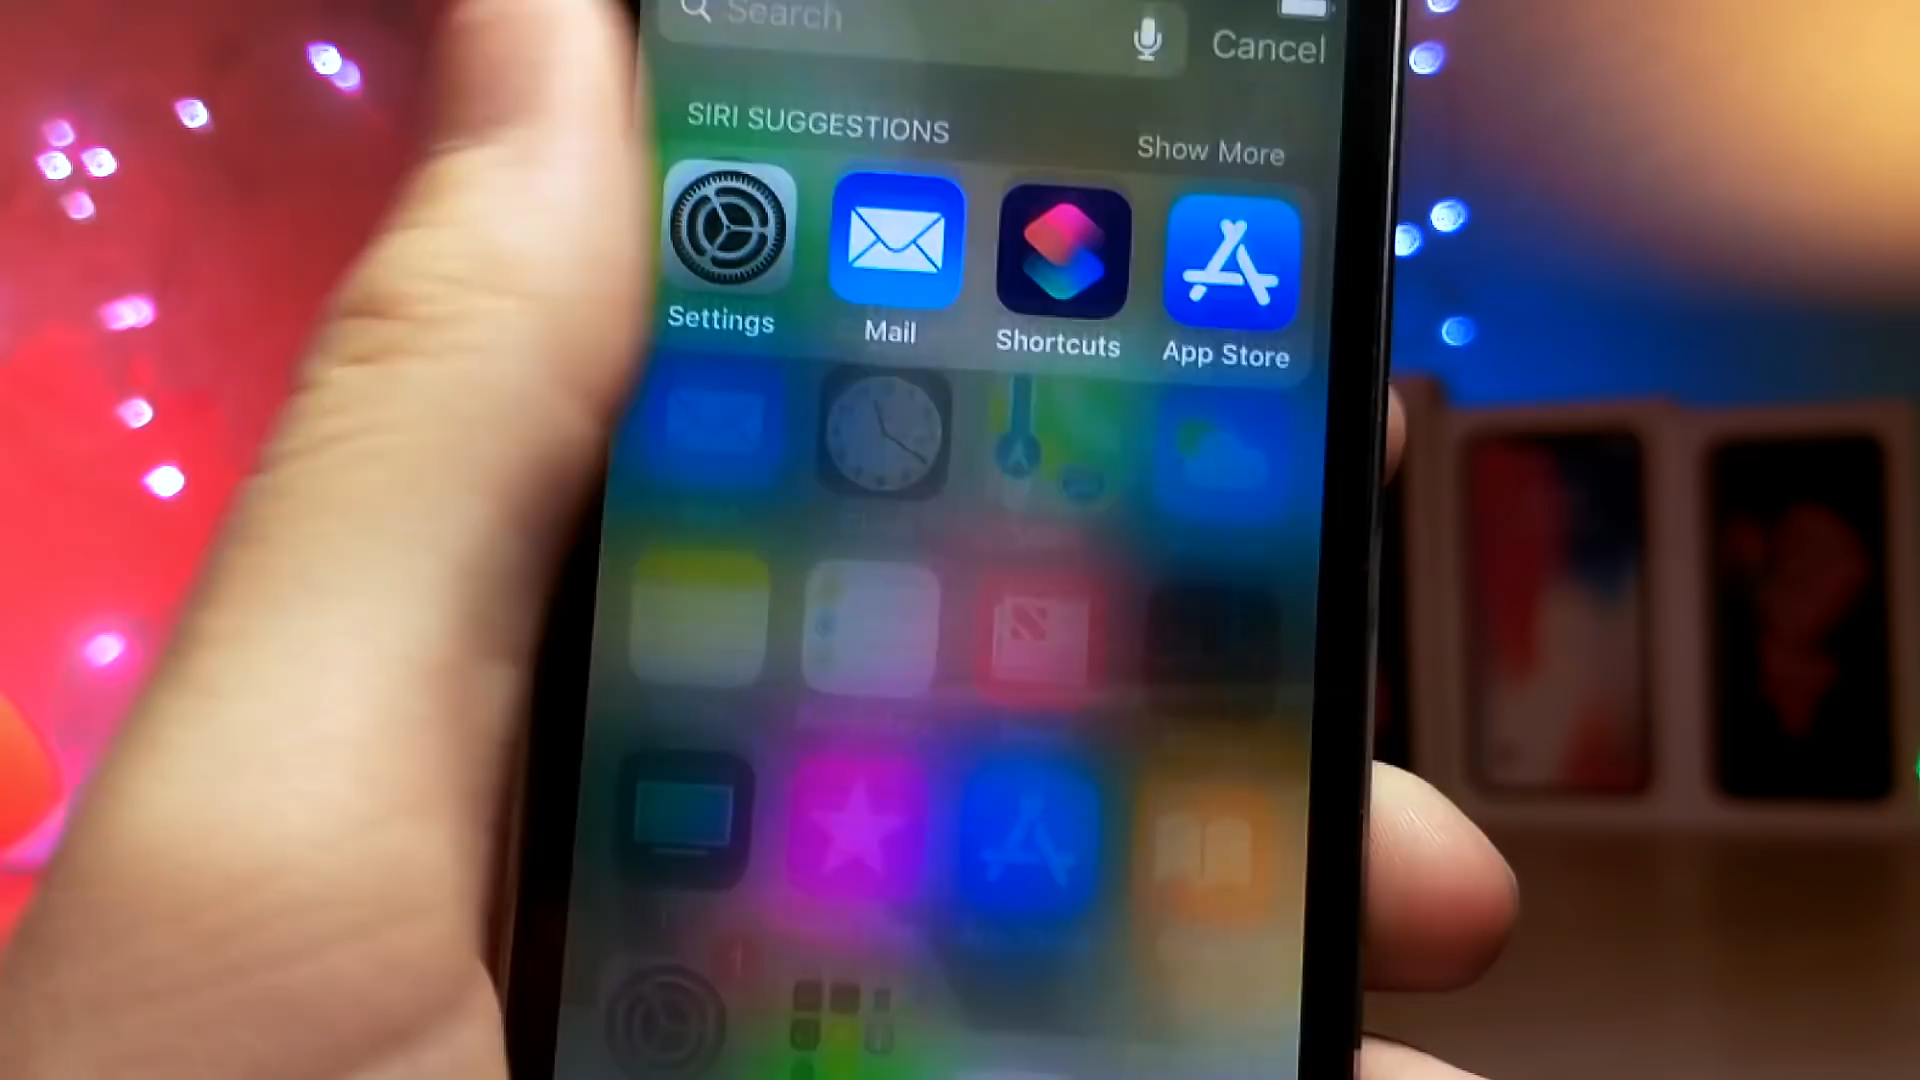 Search
Cancel
SIRI SUGGESTIONS
Show More
Settings
Mail
Shortcuts
App Store